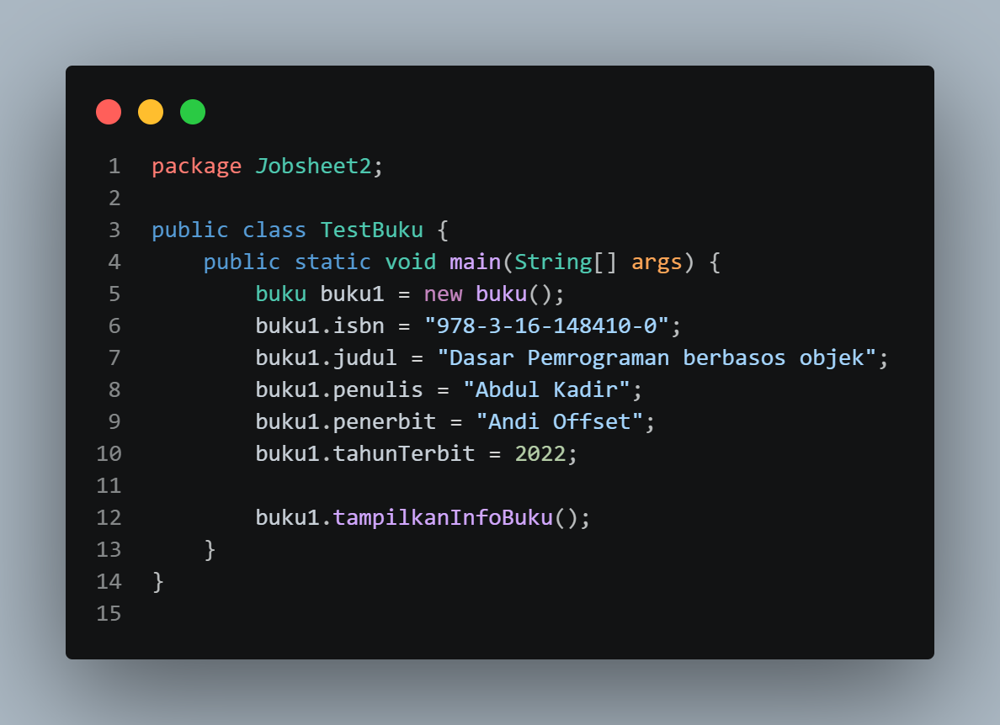 1 package Jobsheet2;
2
3 public class TestBuku {
4     public static void main(String[] args) {
5         buku buku1 = new buku();
6         buku1.isbn = "978-3-16-148410-0";
7         buku1.judul = "Dasar Pemrograman berbasos objek";
8         buku1.penulis = "Abdul Kadir";
9         buku1.penerbit = "Andi Offset";
10         buku1.tahunTerbit = 2022;
11
12         buku1.tampilkanInfoBuku();
13     }
14 }
15